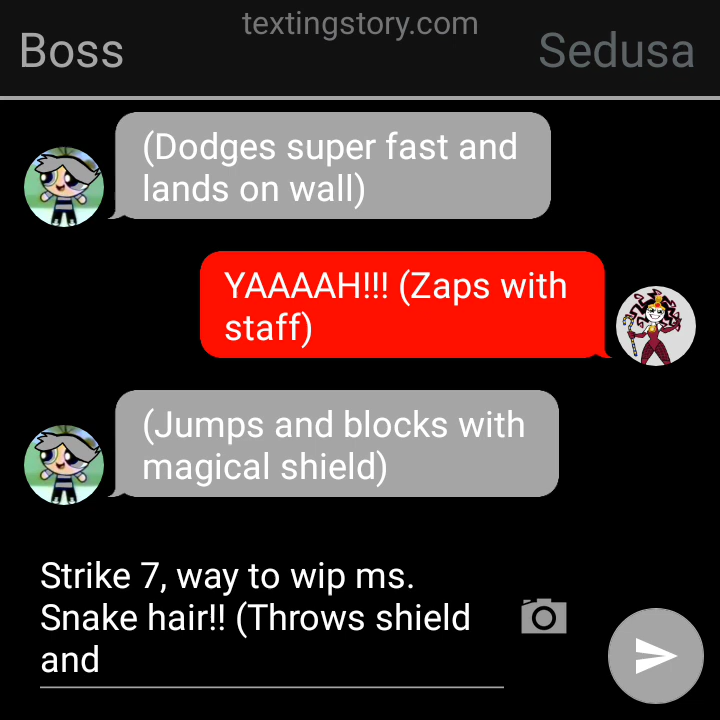 textingstory.com
Boss
Sedusa
(Dodges super fast and
lands on wall)
YAAAAH!!! (Zaps with
staff)
(Jumps and blocks with
magical shield)
Strike 7, way to wip ms.
Snake hair!! (Throws shield
and